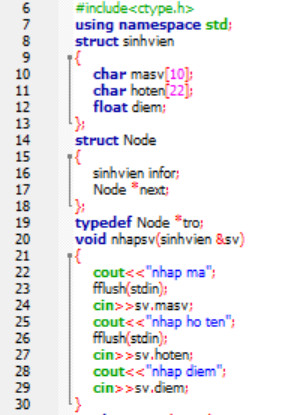 6 #include<ctype.h>
7 using namespace std;
8 struct sinhvien
9 {
10 char masv[10];
11 char hoten[22];
12 float diem;
13 };
14 struct Node
15 {
16 sinhvien infor;
17 Node *next;
18 };
19 typedef Node *tro;
20 void nhapsv(sinhvien &sv)
21 {
22 cout<<"nhap ma";
23 fflush(stdin);
24 cin>>sv.masv;
25 cout<<"nhap ho ten";
26 fflush(stdin);
27 cin>>sv.hoten;
28 cout<<"nhap diem";
29 cin>>sv.diem;
30 }